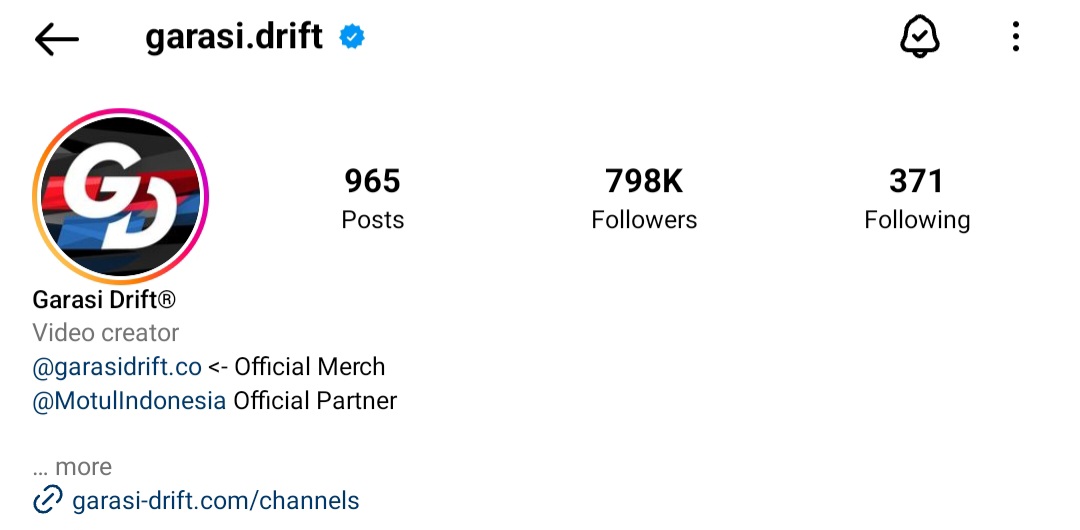 garasi.drift
GD
965
Posts
798K
Followers
371
Following
Garasi Drift®
Video creator
@garasidrift.co <- Official Merch
@MotulIndonesia Official Partner
... more
garasi-drift.com/channels